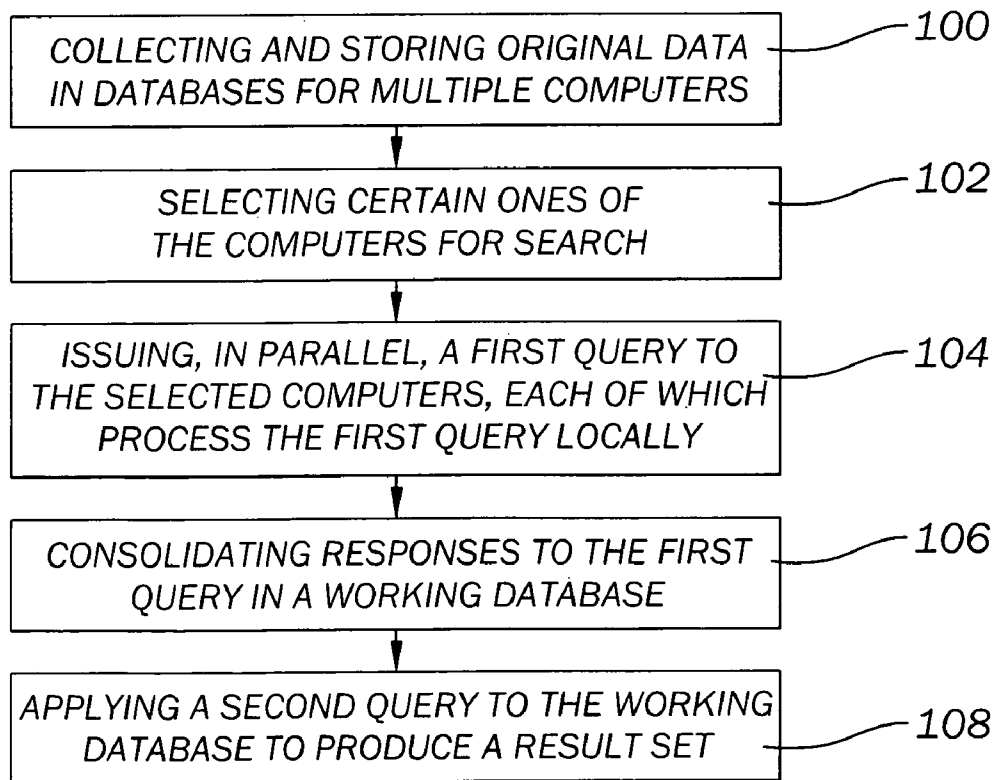 COLLECTING AND STORING ORIGINAL DATA
IN DATABASES FOR MULTIPLE COMPUTERS
100
SELECTING CERTAIN ONES OF
THE COMPUTERS FOR SEARCH
102
ISSUING, IN PARALLEL, A FIRST QUERY TO
THE SELECTED COMPUTERS, EACH OF WHICH
PROCESS THE FIRST QUERY LOCALLY
104
CONSOLIDATING RESPONSES TO THE FIRST
QUERY IN A WORKING DATABASE
106
APPLYING A SECOND QUERY TO THE WORKING
DATABASE TO PRODUCE A RESULT SET
108